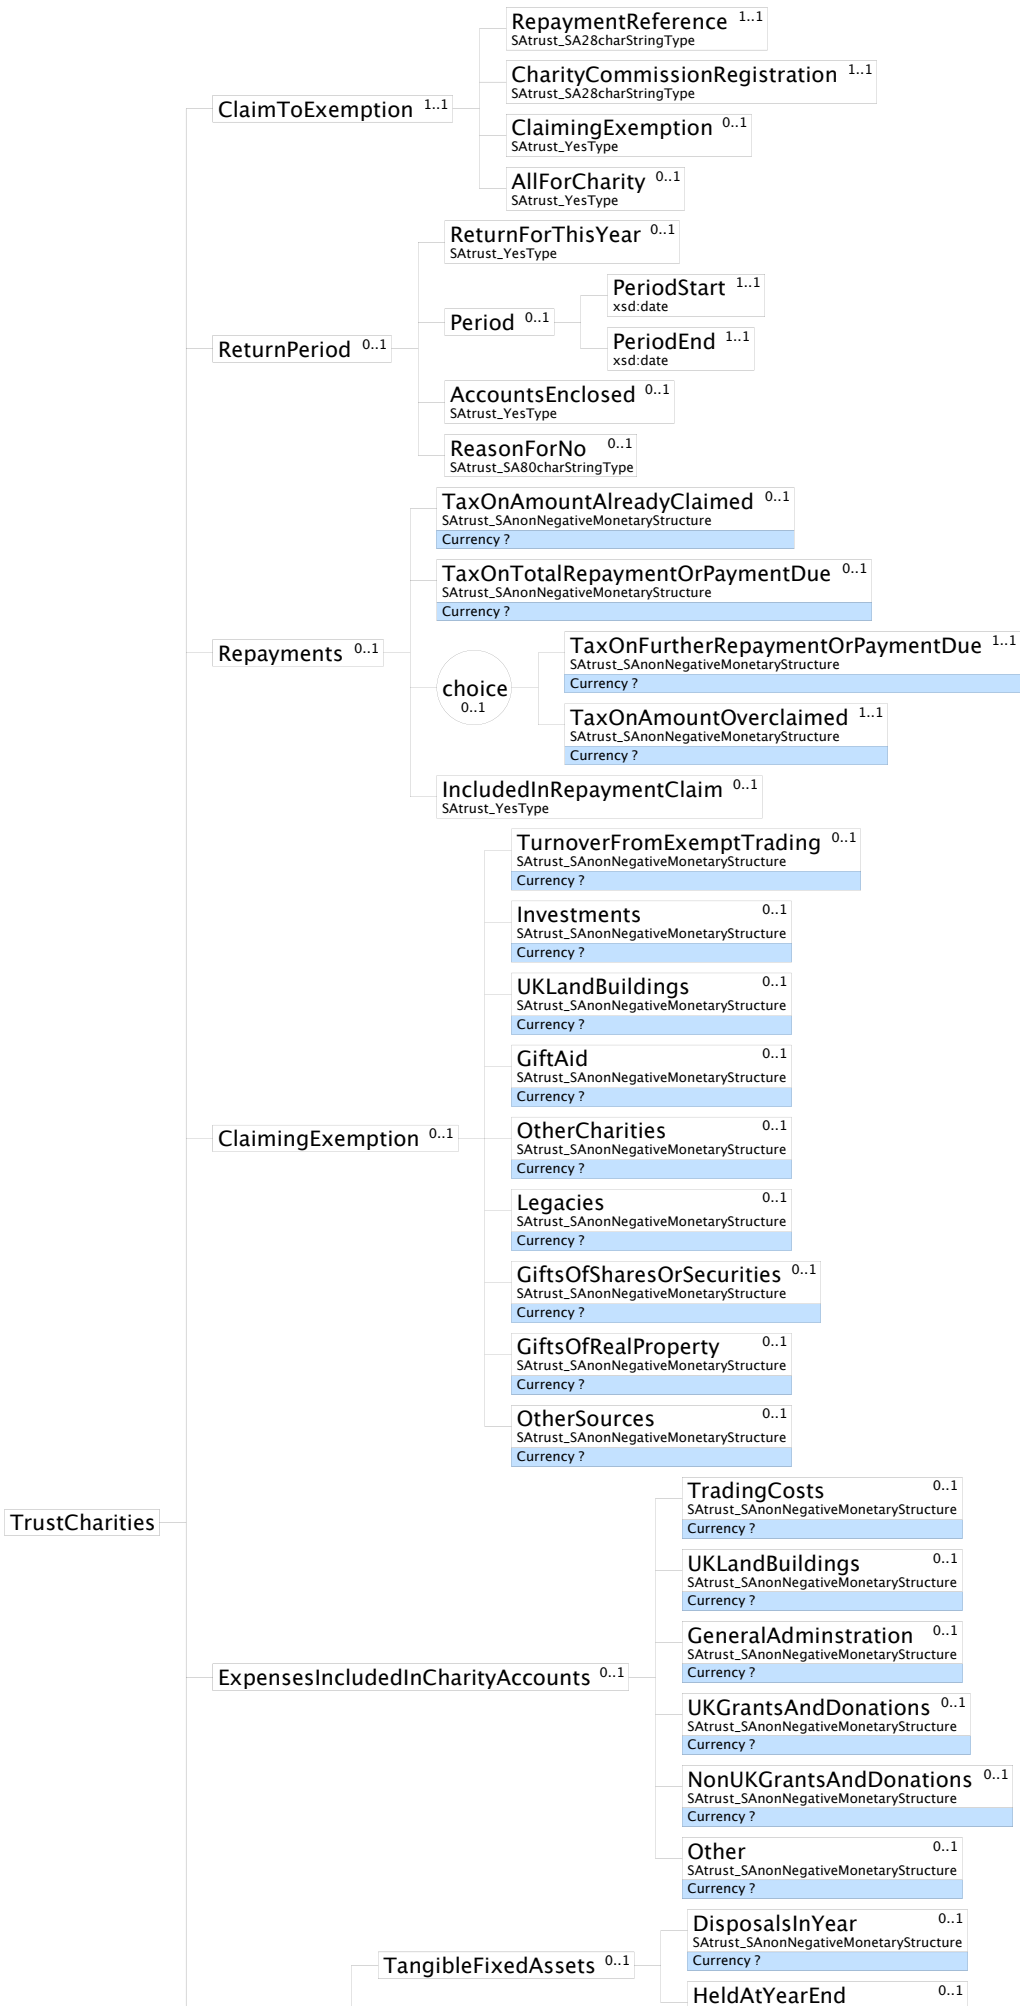 RepaymentReference 1..1
SAtrust_SA28charStringType
CharityCommissionRegistration 1..1
SAtrust_SA28charStringType
ClaimToExemption 1..1
ClaimingExemption 0..1
SAtrust_YesType
AllForCharity 0..1
SAtrust_YesType
ReturnForThisYear 0..1
SAtrust_YesType
PeriodStart 1..1
xsd:date
Period 0..1
PeriodEnd 1..1
xsd:date
ReturnPeriod 0..1
AccountsEnclosed 0..1
SAtrust_YesType
ReasonForNo 0..1
SAtrust_SA80charStringType
TaxOnAmountAlreadyClaimed 0..1
SAtrust_SAnonNegativeMonetaryStructure
Currency ?
TaxOnTotalRepaymentOrPaymentDue 0..1
SAtrust_SAnonNegativeMonetaryStructure
Currency ?
Repayments 0..1
TaxOnFurtherRepaymentOrPaymentDue 1..1
SAtrust_SAnonNegativeMonetaryStructure
Currency ?
choice
0..1
TaxOnAmountOverclaimed 1..1
SAtrust_SAnonNegativeMonetaryStructure
Currency ?
IncludedInRepaymentClaim 0..1
SAtrust_YesType
TurnoverFromExemptTrading 0..1
SAtrust_SAnonNegativeMonetaryStructure
Currency ?
Investments 0..1
SAtrust_SAnonNegativeMonetaryStructure
Currency ?
UKLandBuildings 0..1
SAtrust_SAnonNegativeMonetaryStructure
Currency ?
GiftAid 0..1
SAtrust_SAnonNegativeMonetaryStructure
Currency ?
ClaimingExemption 0..1
OtherCharities 0..1
SAtrust_SAnonNegativeMonetaryStructure
Currency ?
Legacies 0..1
SAtrust_SAnonNegativeMonetaryStructure
Currency ?
GiftsOfSharesOrSecurities 0..1
SAtrust_SAnonNegativeMonetaryStructure
Currency ?
GiftsOfRealProperty 0..1
SAtrust_SAnonNegativeMonetaryStructure
Currency ?
OtherSources 0..1
SAtrust_SAnonNegativeMonetaryStructure
Currency ?
TrustCharities
TradingCosts 0..1
SAtrust_SAnonNegativeMonetaryStructure
Currency ?
UKLandBuildings 0..1
SAtrust_SAnonNegativeMonetaryStructure
Currency ?
GeneralAdminstration 0..1
SAtrust_SAnonNegativeMonetaryStructure
Currency ?
ExpensesIncludedInCharityAccounts 0..1
UKGrantsAndDonations 0..1
SAtrust_SAnonNegativeMonetaryStructure
Currency ?
NonUKGrantsAndDonations 0..1
SAtrust_SAnonNegativeMonetaryStructure
Currency ?
Other 0..1
SAtrust_SAnonNegativeMonetaryStructure
Currency ?
DisposalsInYear 0..1
SAtrust_SAnonNegativeMonetaryStructure
Currency ?
TangibleFixedAssets 0..1
HeldAtYearEnd 0..1